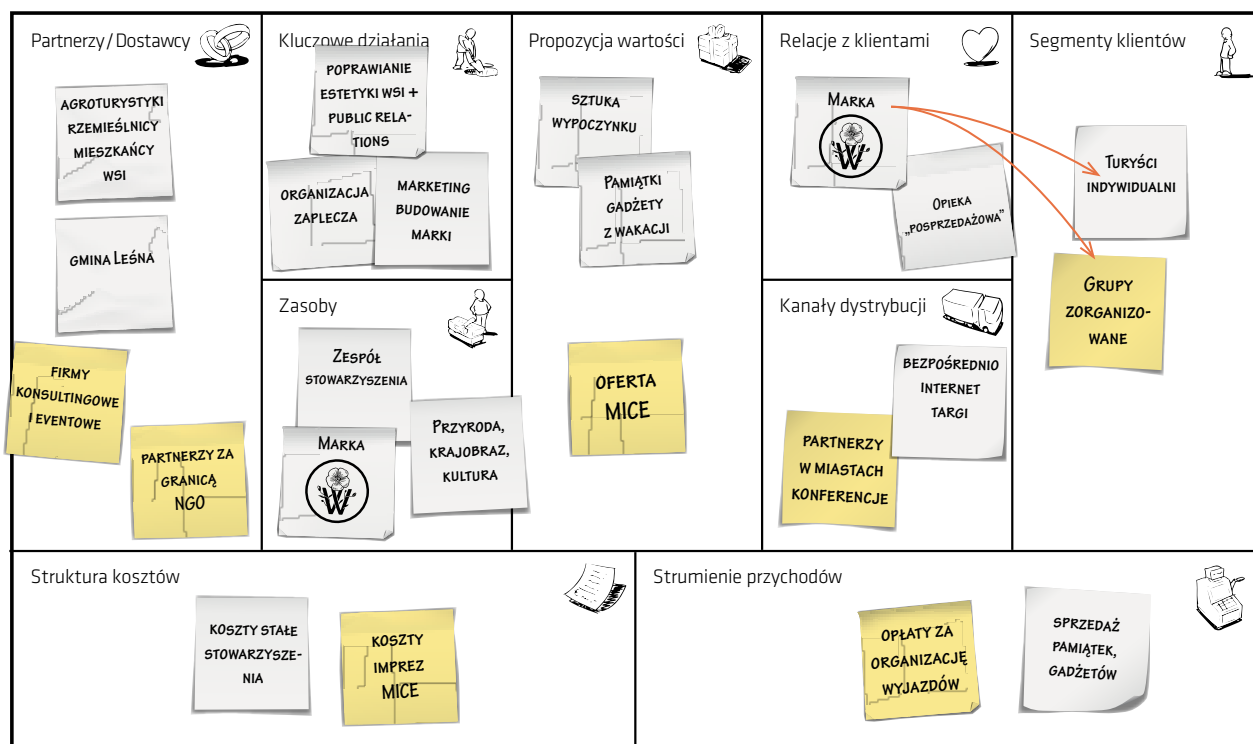 Partnerzy / Dostawcy
AGROTURYSTYKI
RZEMIEŚLNICY
MIESZKAŃCY
WSI
GMINA LEŚNA
FIRMY
KONSULTINGOWE
I EVENTOWE
PARTNERZY ZA
GRANICĄ
NGO
Kluczowe działania
POPRAWIANIE
ESTETYKI WSI +
PUBLIC RELA-
TIONS
ORGANIZACJA
ZAPLECZA
MARKETING
BUDOWANIE
MARKI
Zasoby
ZESPÓŁ
STOWARZYSZENIA
MARKA
W
PRZYRODA,
KRAJOBRAZ,
KULTURA
Propozycja wartości
SZTUKA
WYPOCZYNKU
PAMIĄTKI
GADŻETY
Z WAKACJI
OFERTA
MICE
Relacje z klientami
MARKA
W
OPIEKA
„POSPRZEDAŻOWA”
Kanały dystrybucji
BEZPOŚREDNIO
INTERNET
TARGI
PARTNERZY
W MIASTACH
KONFERENCJE
Segmenty klientów
TURYŚCI
INDYWIDUALNI
GRUPY
ZORGANIZO-
WANE
Struktura kosztów
KOSZTY STAŁE
STOWARZYSZE-
NIA
KOSZTY
IMPREZ
MICE
Strumienie przychodów
OPŁATY ZA
ORGANIZACJĘ
WYJAZDÓW
SPRZEDAŻ
PAMIĄTEK,
GADŻETÓW